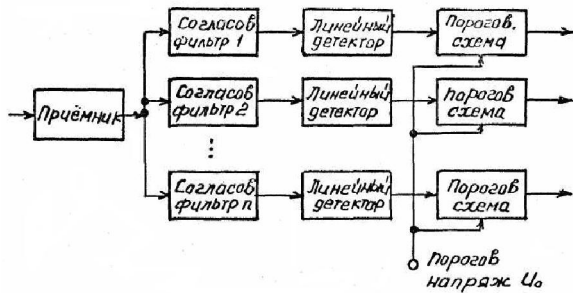 Согласов
фильтр 1
Линейный
детектор
Порогов.
схема
Приёмник
Согласов
фильтр 2
Линейный
детектор
Порогов
схема
⋮
Согласов
фильтр n
Линейный
детектор
Порогов
схема
Порогов
напряж U₀